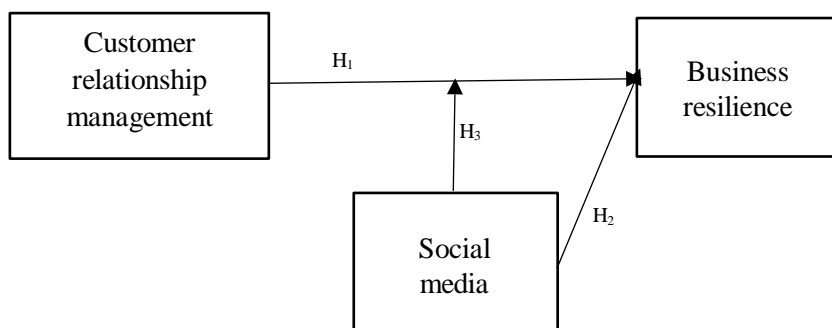 Customer
relationship
management
H₁
Business
resilience
H₃
H₂
Social
media